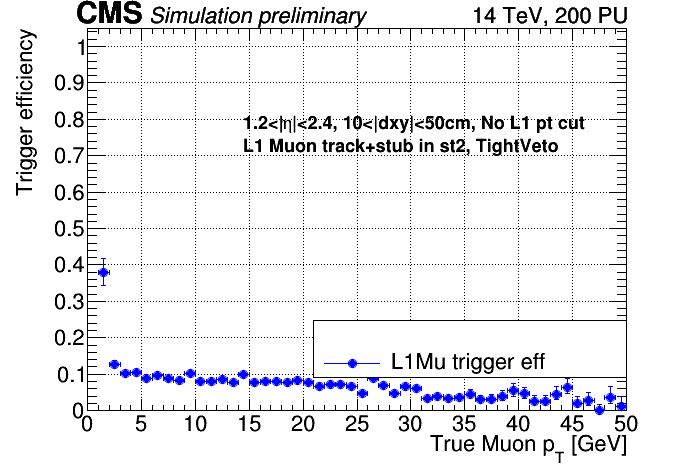 CMS Simulation preliminary 14 TeV, 200 PU
Trigger efficiency
1
0.9
0.8
0.7
0.6
0.5
0.4
0.3
0.2
0.1
0
1.2<|η|<2.4, 10<|dxy|<50cm, No L1 pt cut
L1 Muon track+stub in st2, TightVeto
L1Mu trigger eff
0 5 10 15 20 25 30 35 40 45 50
True Muon p_T [GeV]